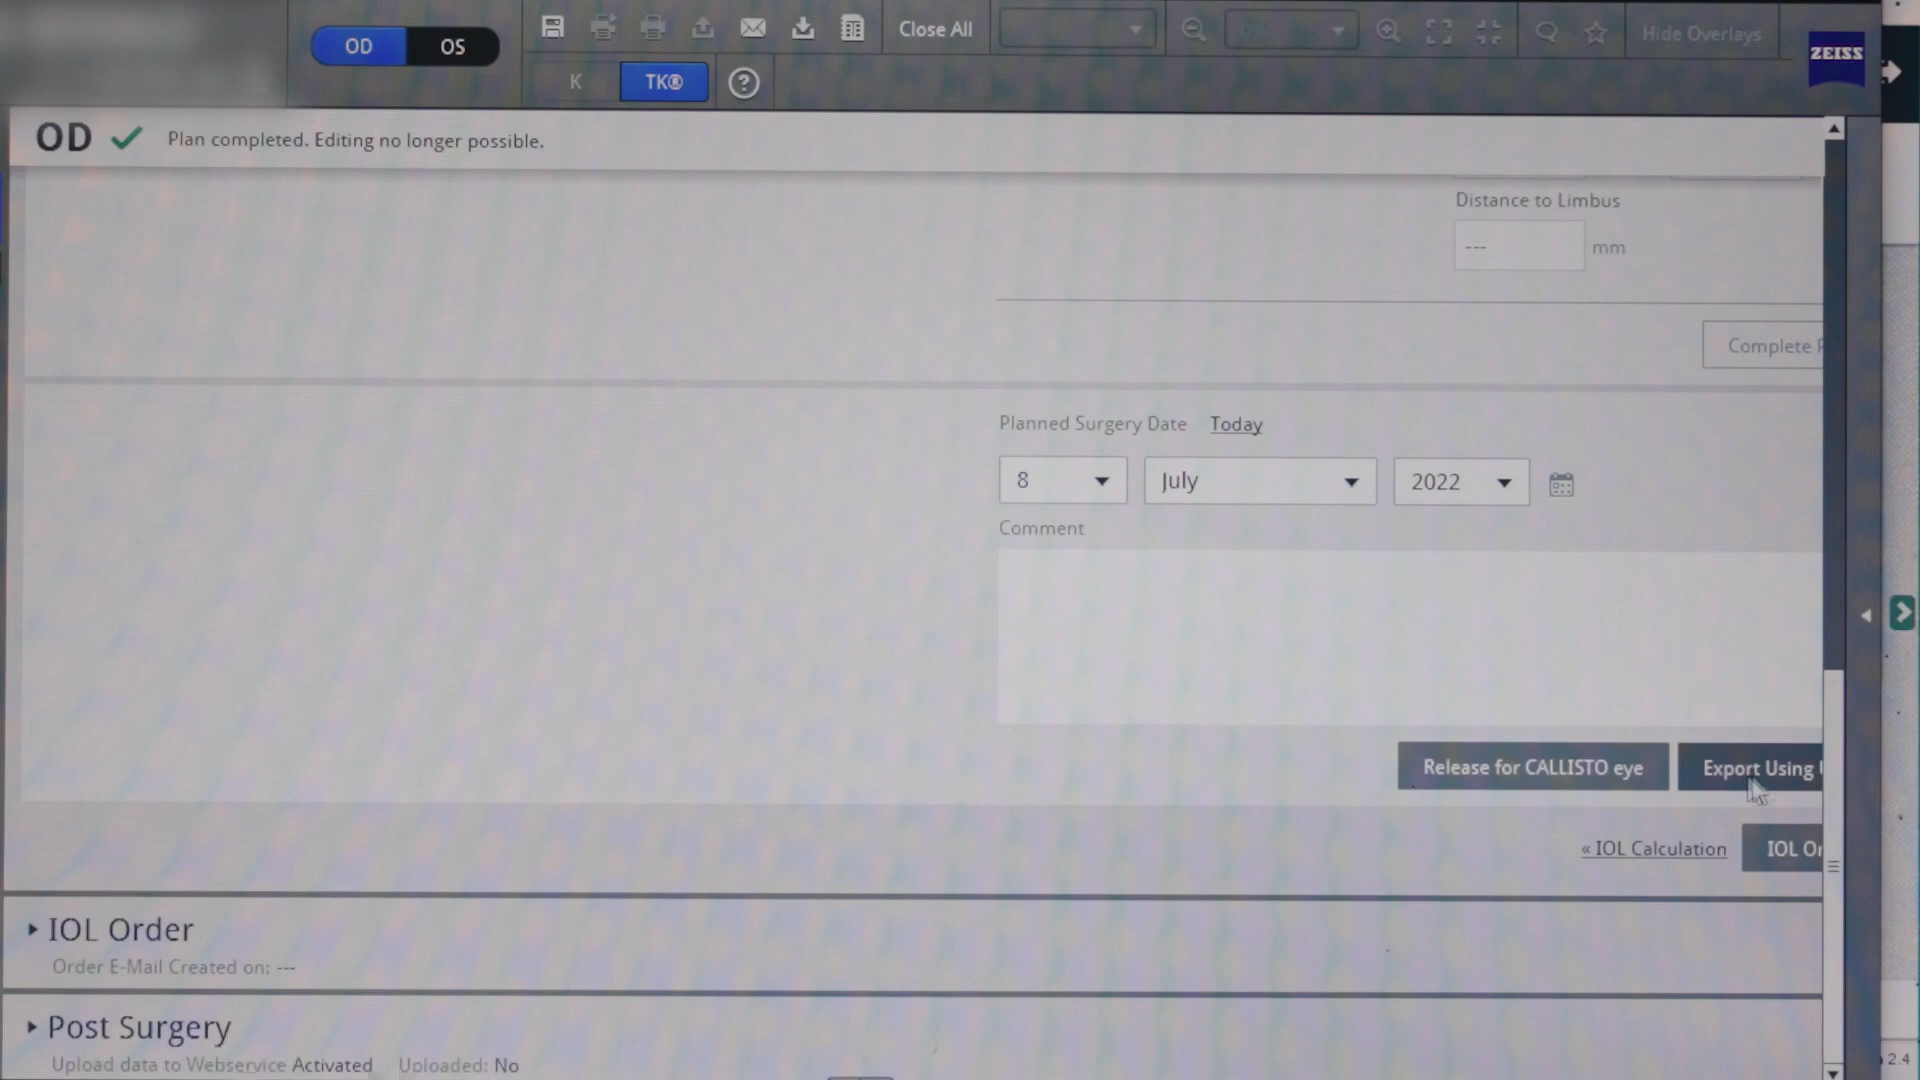 OD OS
Close All
Hide Overlays
ZEISS
K TK®
OD Plan completed. Editing no longer possible.
Distance to Limbus
--- mm
Complete
Planned Surgery Date Today
8 July 2022
Comment
Release for CALLISTO eye Export Using
« IOL Calculation IOL
IOL Order
Order E-Mail Created on: ---
Post Surgery
Upload data to Webservice Activated Uploaded: No
2.4